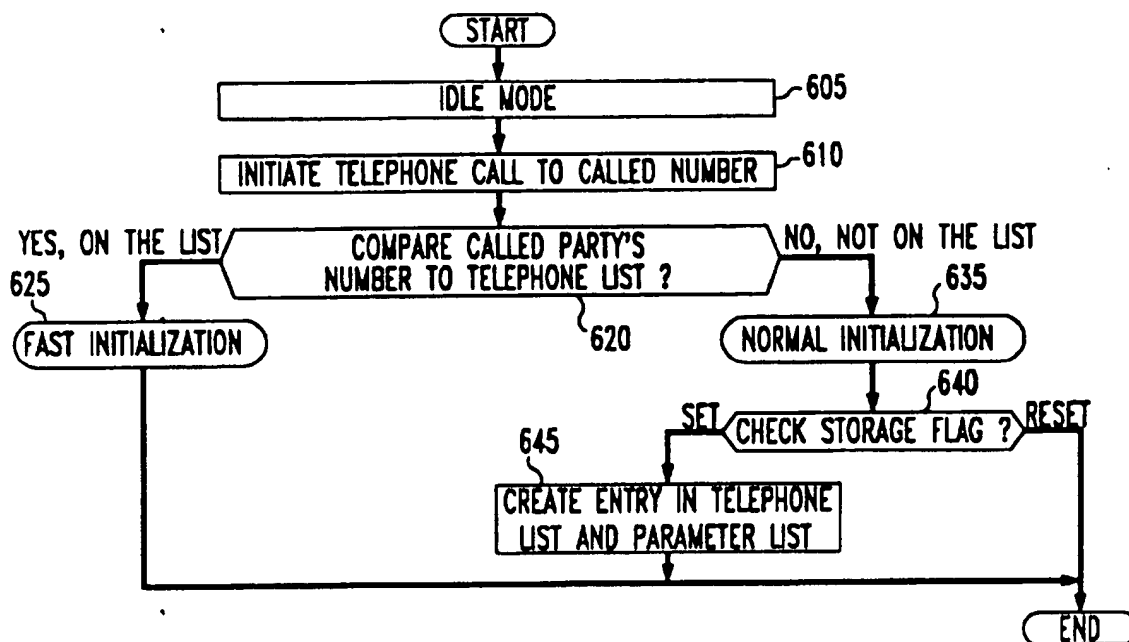 START
IDLE MODE
605
INITIATE TELEPHONE CALL TO CALLED NUMBER
610
YES, ON THE LIST
COMPARE CALLED PARTY'S
NUMBER TO TELEPHONE LIST ?
NO, NOT ON THE LIST
625
620
635
FAST INITIALIZATION
NORMAL INITIALIZATION
640
SET
CHECK STORAGE FLAG ?
RESET
645
CREATE ENTRY IN TELEPHONE
LIST AND PARAMETER LIST
END